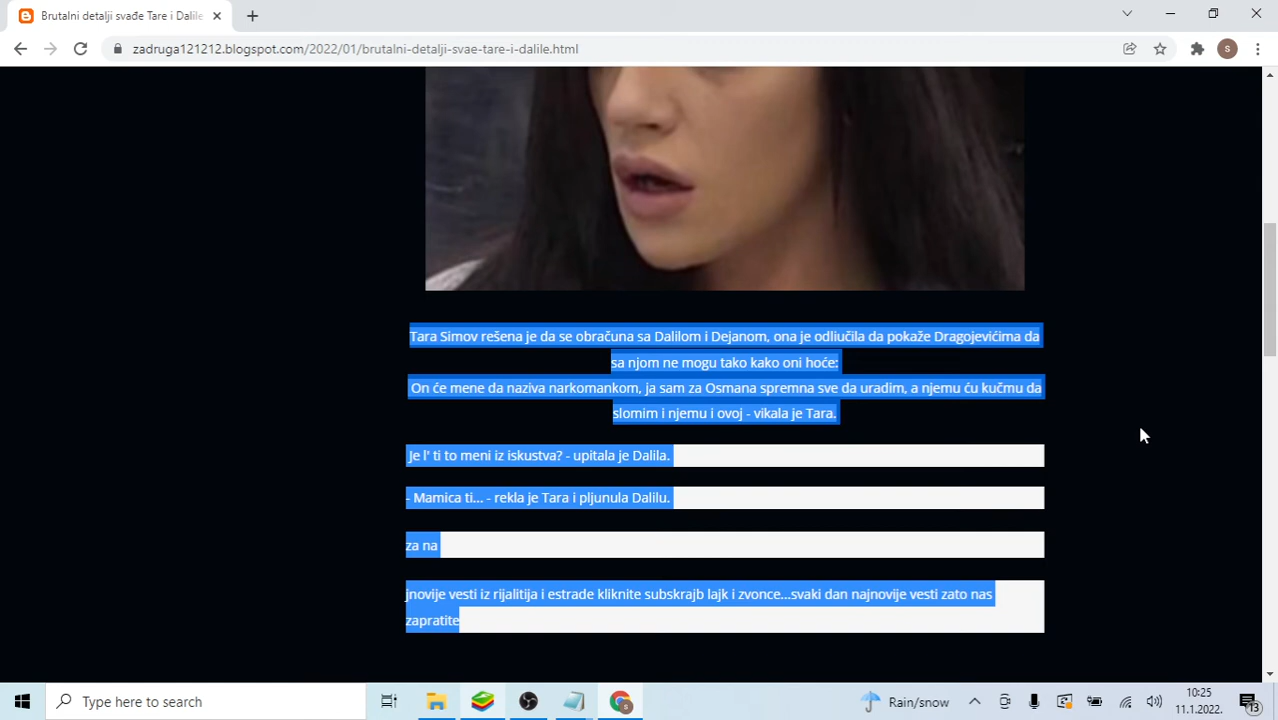 Brutalni detalji svađe Tare i Dalile
zadruga121212.blogspot.com/2022/01/brutalni-detalji-svae-tare-i-dalile.html
S
Tara Simov rešena je da se obračuna sa Dalilom i Dejanom, ona je odliučila da pokaže Dragojevićima da
sa njom ne mogu tako kako oni hoće:
On će mene da naziva narkomankom, ja sam za Osmana spremna sve da uradim, a njemu ću kučmu da
slomim i njemu i ovoj - vikala je Tara.
Je l' ti to meni iz iskustva? - upitala je Dalila.
- Mamica ti... - rekla je Tara i pljunula Dalilu.
za na
jnovije vesti iz rijalitija i estrade kliknite subskrajb lajk i zvonce...svaki dan najnovije vesti zato nas
zapratite
Type here to search
Rain/snow
10:25
11.1.2022.
13